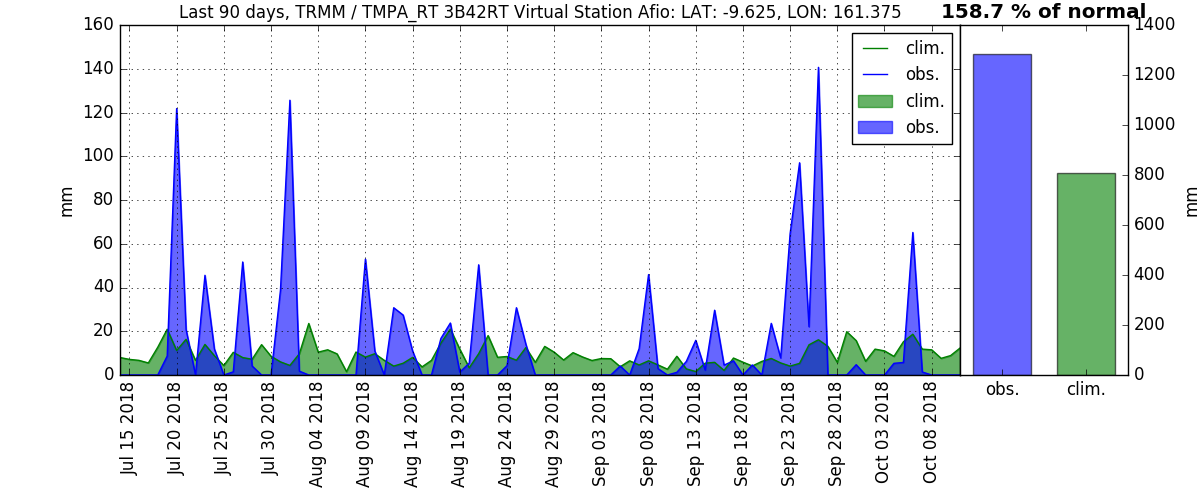 Last 90 days, TRMM / TMPA_RT 3B42RT Virtual Station Afio: LAT: -9.625, LON: 161.375
158.7 % of normal
160
140
120
100
80
60
40
20
0
mm
clim.
obs.
clim.
obs.
Jul 15 2018
Jul 20 2018
Jul 25 2018
Jul 30 2018
Aug 04 2018
Aug 09 2018
Aug 14 2018
Aug 19 2018
Aug 24 2018
Aug 29 2018
Sep 03 2018
Sep 08 2018
Sep 13 2018
Sep 18 2018
Sep 23 2018
Sep 28 2018
Oct 03 2018
Oct 08 2018
1400
1200
1000
800
600
400
200
0
mm
obs.
clim.